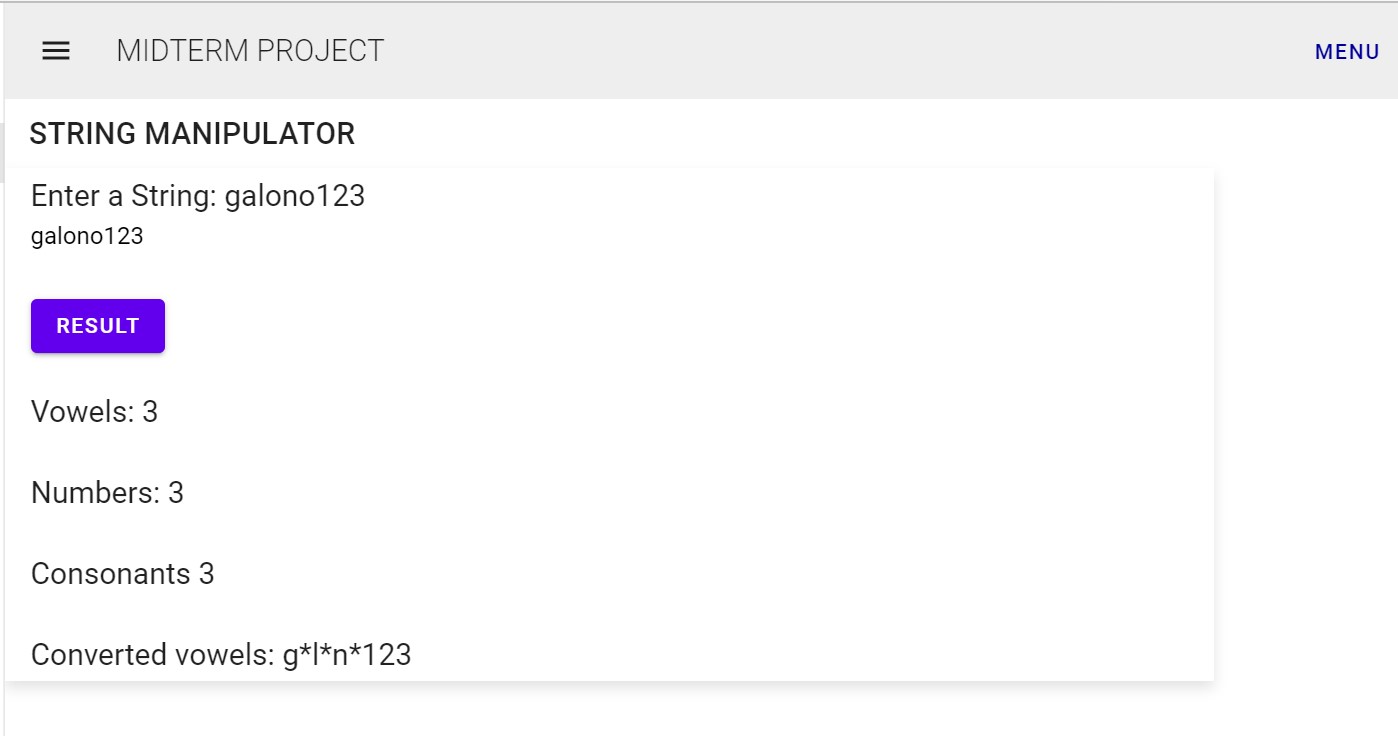 MIDTERM PROJECT
MENU
STRING MANIPULATOR
Enter a String: galono123
galono123
RESULT
Vowels: 3
Numbers: 3
Consonants 3
Converted vowels: g*l*n*123